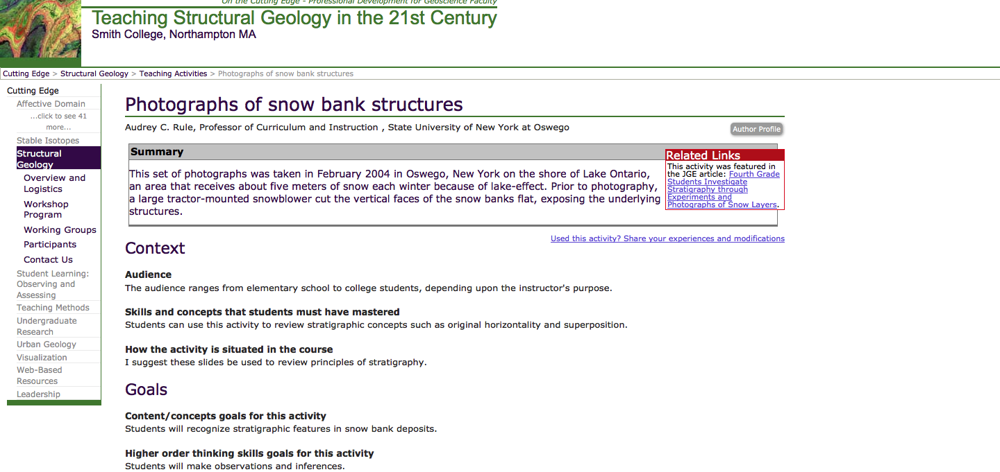 On the Cutting Edge - Professional Development for Geoscience Faculty
Teaching Structural Geology in the 21st Century
Smith College, Northampton MA
Cutting Edge > Structural Geology > Teaching Activities > Photographs of snow bank structures
Cutting Edge
Affective Domain
...click to see 41
more...
Stable Isotopes
Structural
Geology
Overview and
Logistics
Workshop
Program
Working Groups
Participants
Contact Us
Student Learning:
Observing and
Assessing
Teaching Methods
Undergraduate
Research
Urban Geology
Visualization
Web-Based
Resources
Leadership
Photographs of snow bank structures
Audrey C. Rule, Professor of Curriculum and Instruction , State University of New York at Oswego
Author Profile
Summary
This set of photographs was taken in February 2004 in Oswego, New York on the shore of Lake Ontario,
an area that receives about five meters of snow each winter because of lake-effect. Prior to photography,
a large tractor-mounted snowblower cut the vertical faces of the snow banks flat, exposing the underlying
structures.
Related Links
This activity was featured in
the JGE article: Fourth Grade
Students Investigate
Stratigraphy through
Experiments and
Photographs of Snow Layers.
Used this activity? Share your experiences and modifications
Context
Audience
The audience ranges from elementary school to college students, depending upon the instructor's purpose.
Skills and concepts that students must have mastered
Students can use this activity to review stratigraphic concepts such as original horizontality and superposition.
How the activity is situated in the course
I suggest these slides be used to review principles of stratigraphy.
Goals
Content/concepts goals for this activity
Students will recognize stratigraphic features in snow bank deposits.
Higher order thinking skills goals for this activity
Students will make observations and inferences.